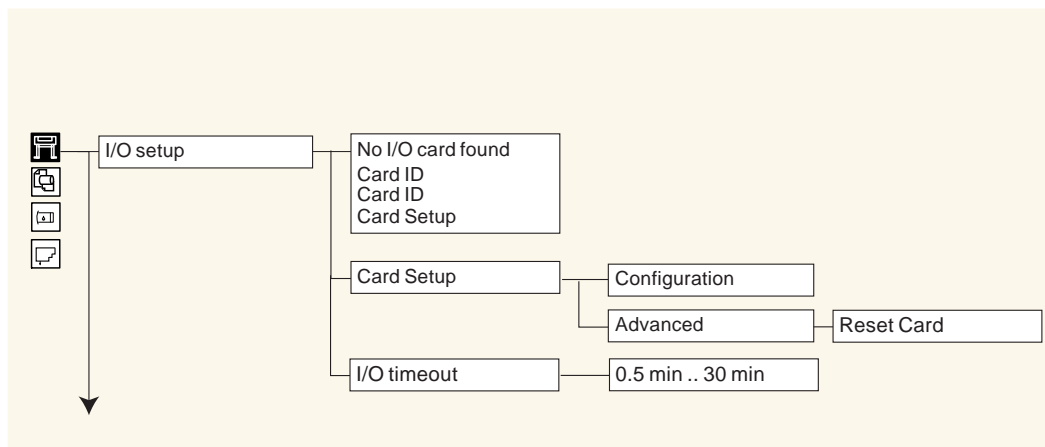 I/O setup
No I/O card found
Card ID
Card ID
Card Setup
Card Setup
Configuration
Advanced
Reset Card
I/O timeout
0.5 min .. 30 min